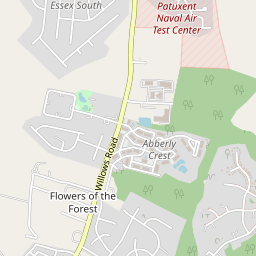 Essex South
Patuxent
Naval Air
Test Center
Abberly
Crest
Willows Road
Flowers of the
Forest